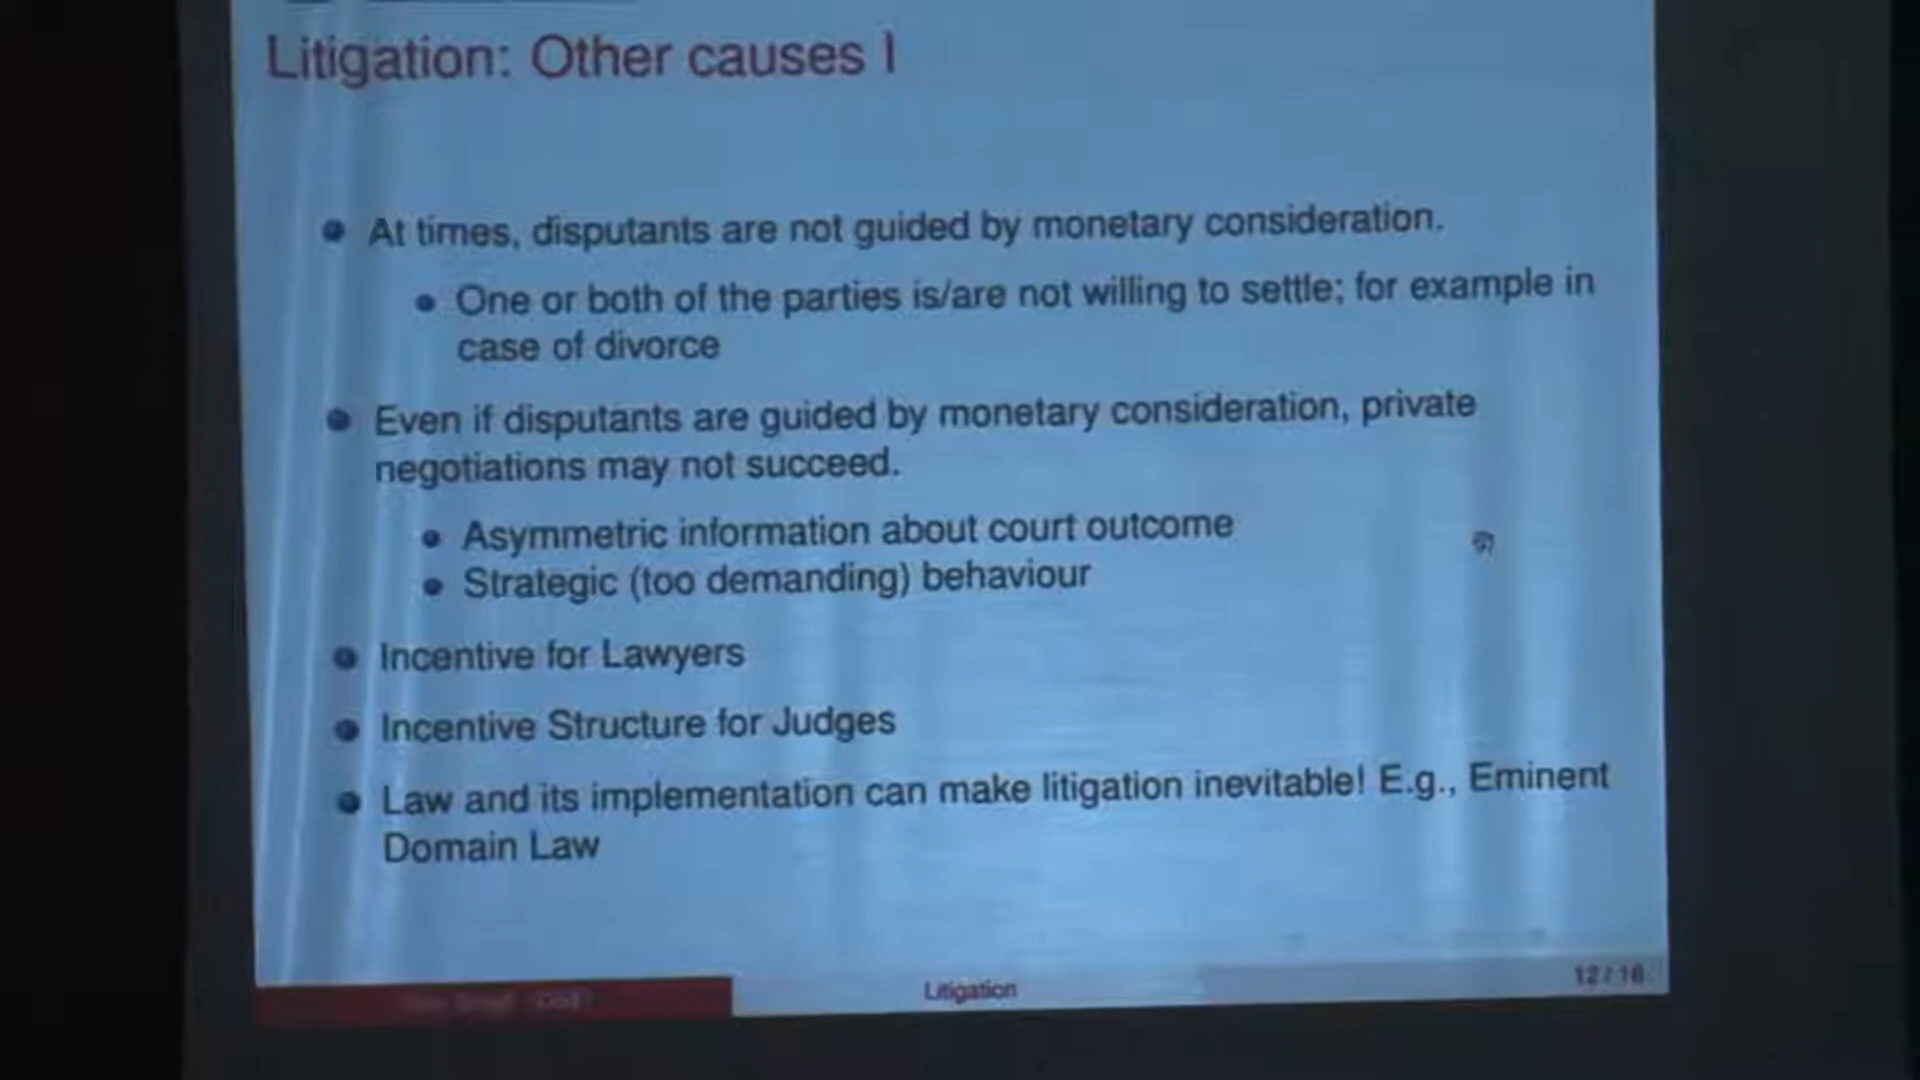 Litigation: Other causes I
At times, disputants are not guided by monetary consideration.
One or both of the parties is/are not willing to settle; for example in
case of divorce
Even if disputants are guided by monetary consideration, private
negotiations may not succeed.
Asymmetric information about court outcome
Strategic (too demanding) behaviour
Incentive for Lawyers
Incentive Structure for Judges
Law and its implementation can make litigation inevitable! E.g., Eminent
Domain Law
Litigation